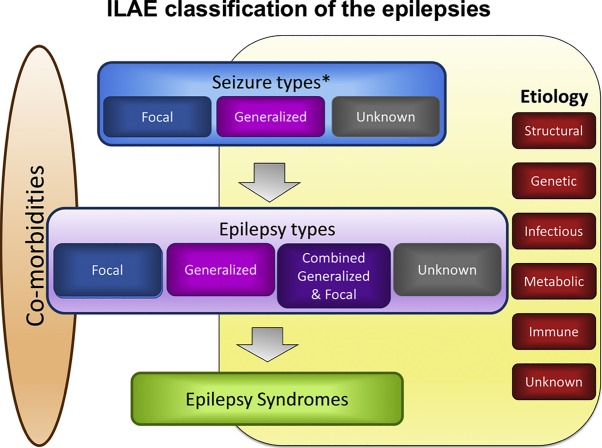 ILAE classification of the epilepsies
Co-morbidities
Seizure types*
Focal
Generalized
Unknown
Epilepsy types
Focal
Generalized
Combined
Generalized
& Focal
Unknown
Epilepsy Syndromes
Etiology
Structural
Genetic
Infectious
Metabolic
Immune
Unknown